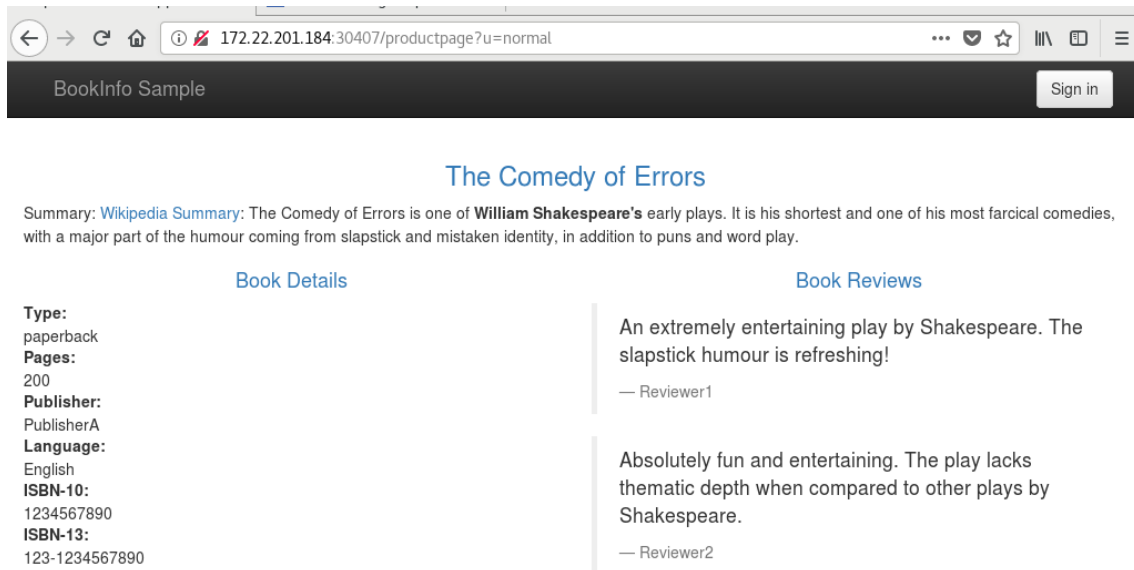 172.22.201.184:30407/productpage?u=normal
BookInfo Sample
Sign in
The Comedy of Errors
Summary: Wikipedia Summary: The Comedy of Errors is one of William Shakespeare's early plays. It is his shortest and one of his most farcical comedies,
with a major part of the humour coming from slapstick and mistaken identity, in addition to puns and word play.
Book Details
Type:
paperback
Pages:
200
Publisher:
PublisherA
Language:
English
ISBN-10:
1234567890
ISBN-13:
123-1234567890
Book Reviews
An extremely entertaining play by Shakespeare. The
slapstick humour is refreshing!
— Reviewer1
Absolutely fun and entertaining. The play lacks
thematic depth when compared to other plays by
Shakespeare.
— Reviewer2